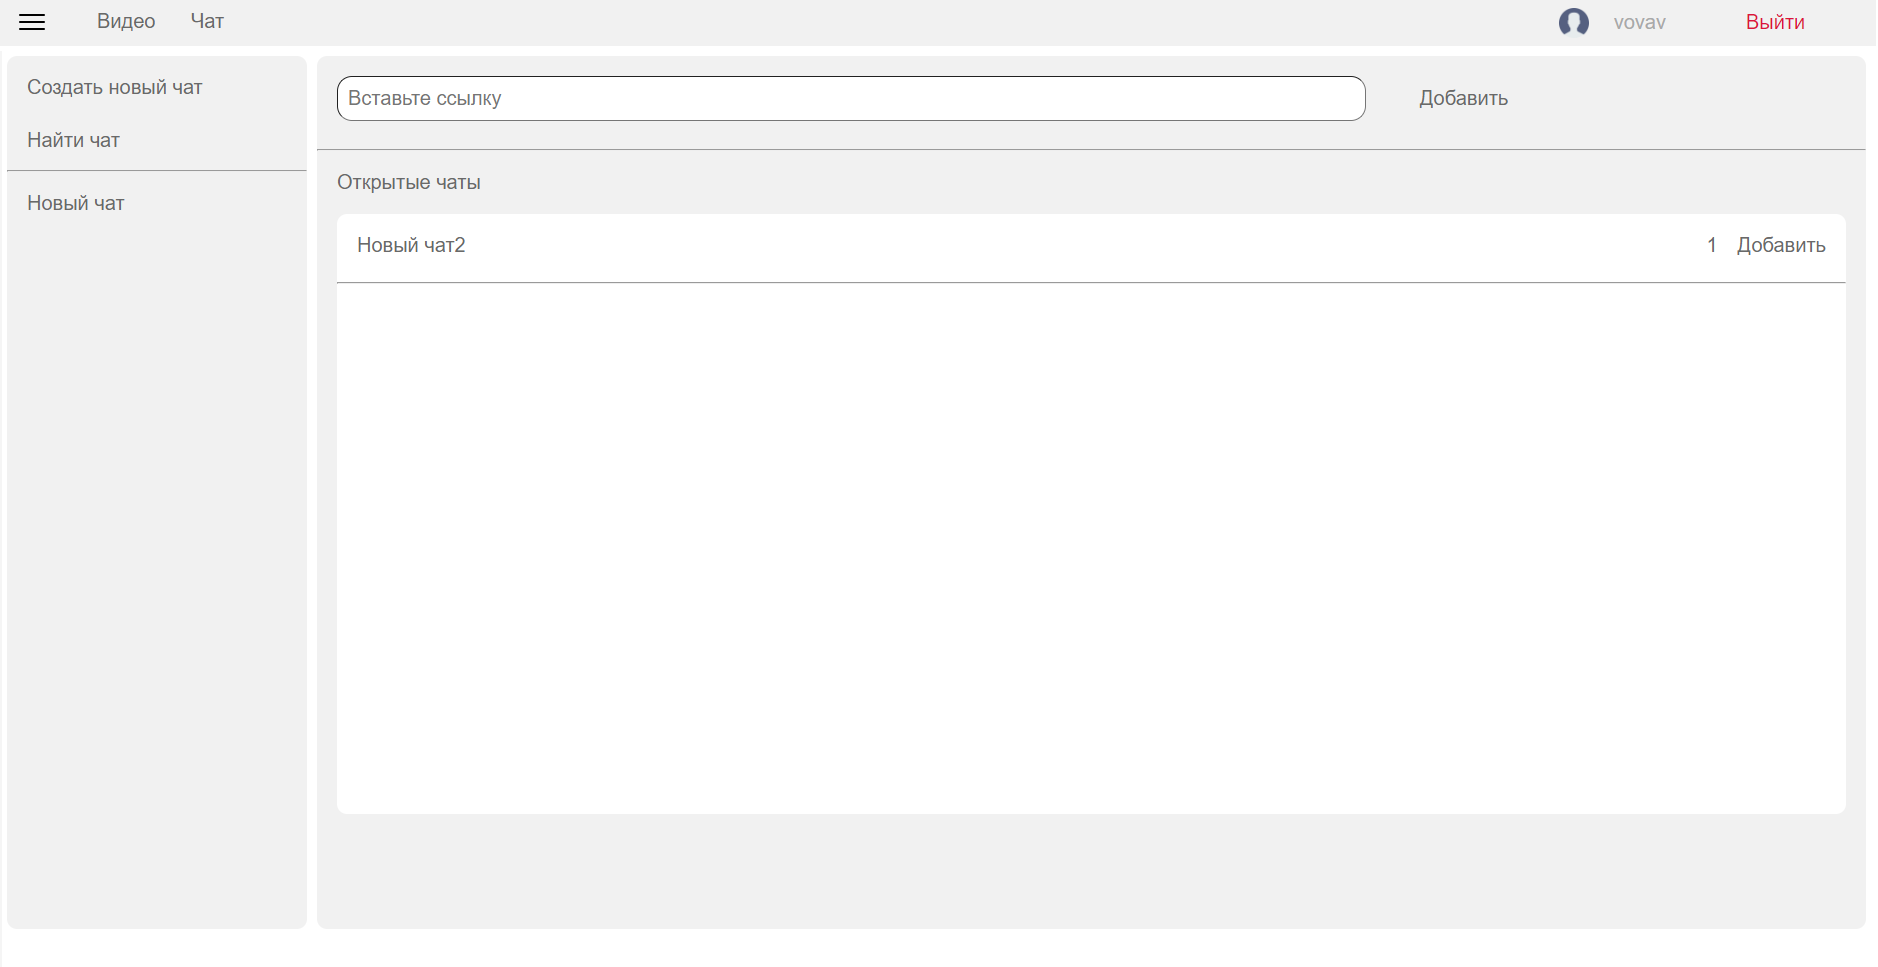 Видео Чат vovav Выйти
Создать новый чат
Найти чат
Новый чат
Вставьте ссылку Добавить
Открытые чаты
Новый чат2 1 Добавить